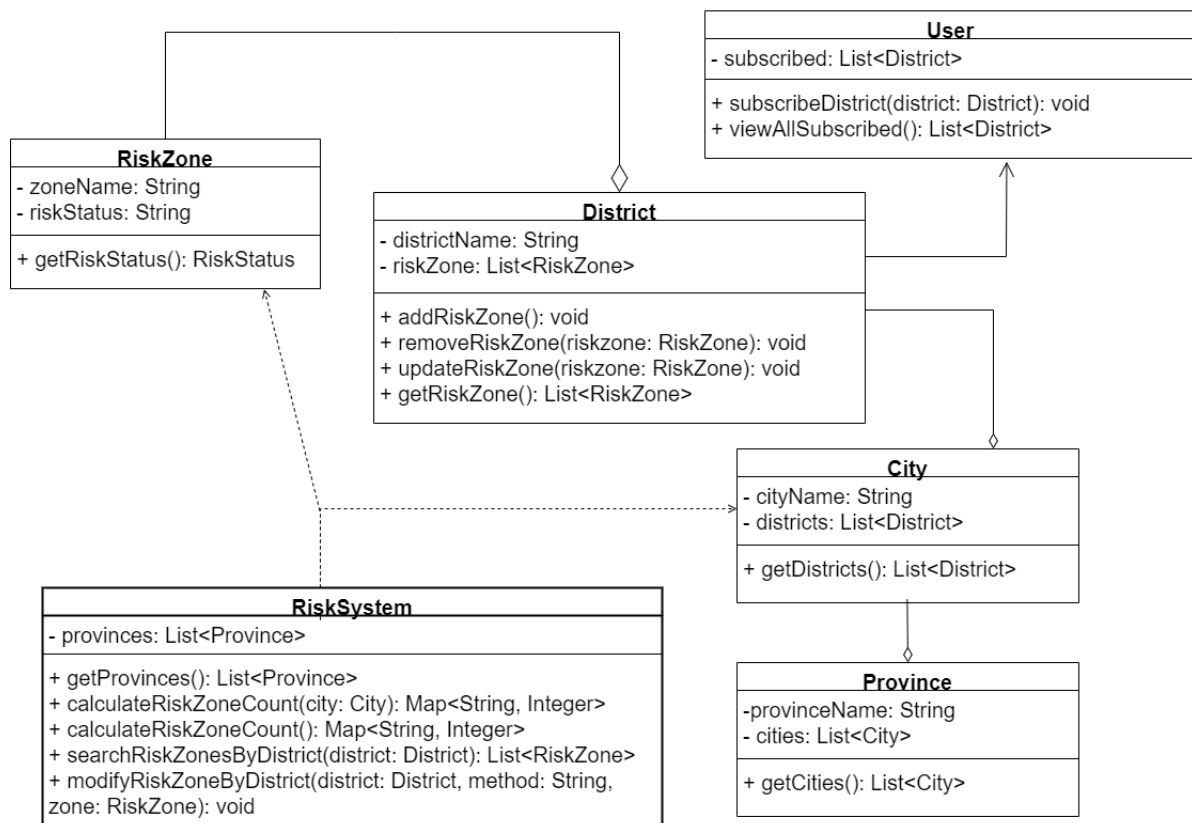 User
- subscribed: List<District>
+ subscribeDistrict(district: District): void
+ viewAllSubscribed(): List<District>
RiskZone
- zoneName: String
- riskStatus: String
+ getRiskStatus(): RiskStatus
District
- districtName: String
- riskZone: List<RiskZone>
+ addRiskZone(): void
+ removeRiskZone(riskzone: RiskZone): void
+ updateRiskZone(riskzone: RiskZone): void
+ getRiskZone(): List<RiskZone>
City
- cityName: String
- districts: List<District>
+ getDistricts(): List<District>
RiskSystem
- provinces: List<Province>
+ getProvinces(): List<Province>
+ calculateRiskZoneCount(city: City): Map<String, Integer>
+ calculateRiskZoneCount(): Map<String, Integer>
+ searchRiskZonesByDistrict(district: District): List<RiskZone>
+ modifyRiskZoneByDistrict(district: District, method: String,
zone: RiskZone): void
Province
-provinceName: String
- cities: List<City>
+ getCities(): List<City>